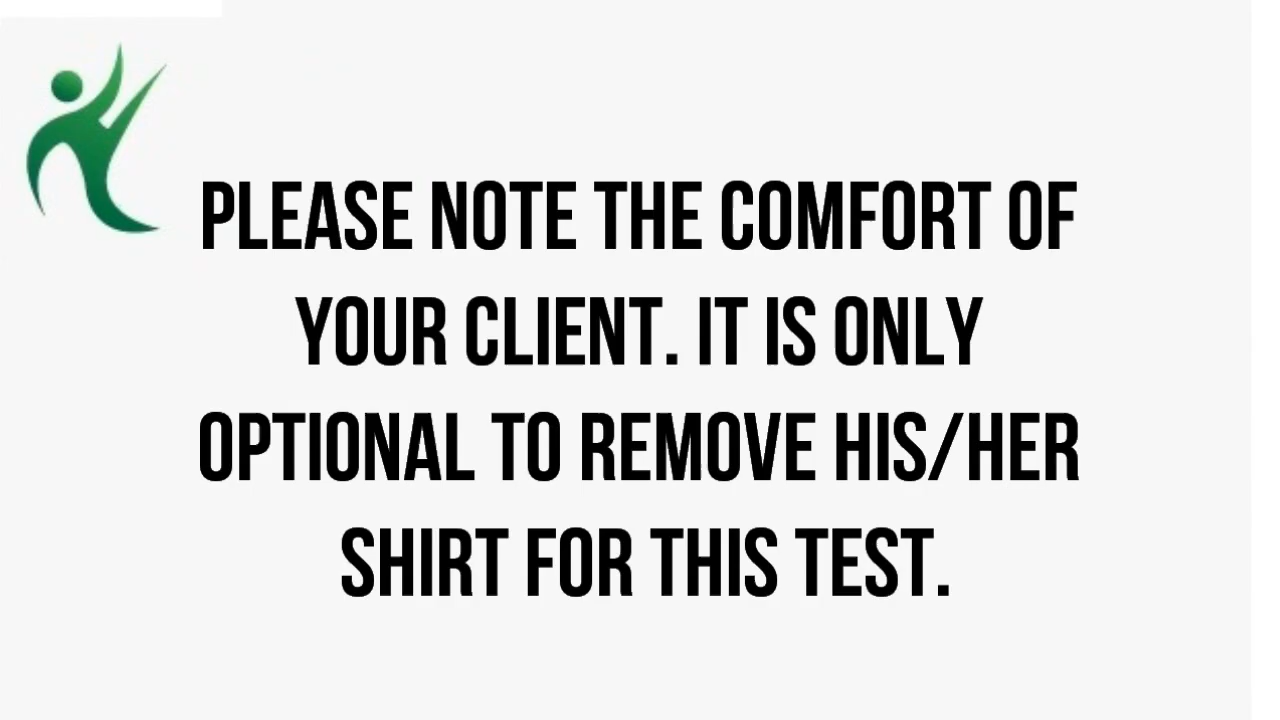 PLEASE NOTE THE COMFORT OF
YOUR CLIENT. IT IS ONLY
OPTIONAL TO REMOVE HIS/HER
SHIRT FOR THIS TEST.